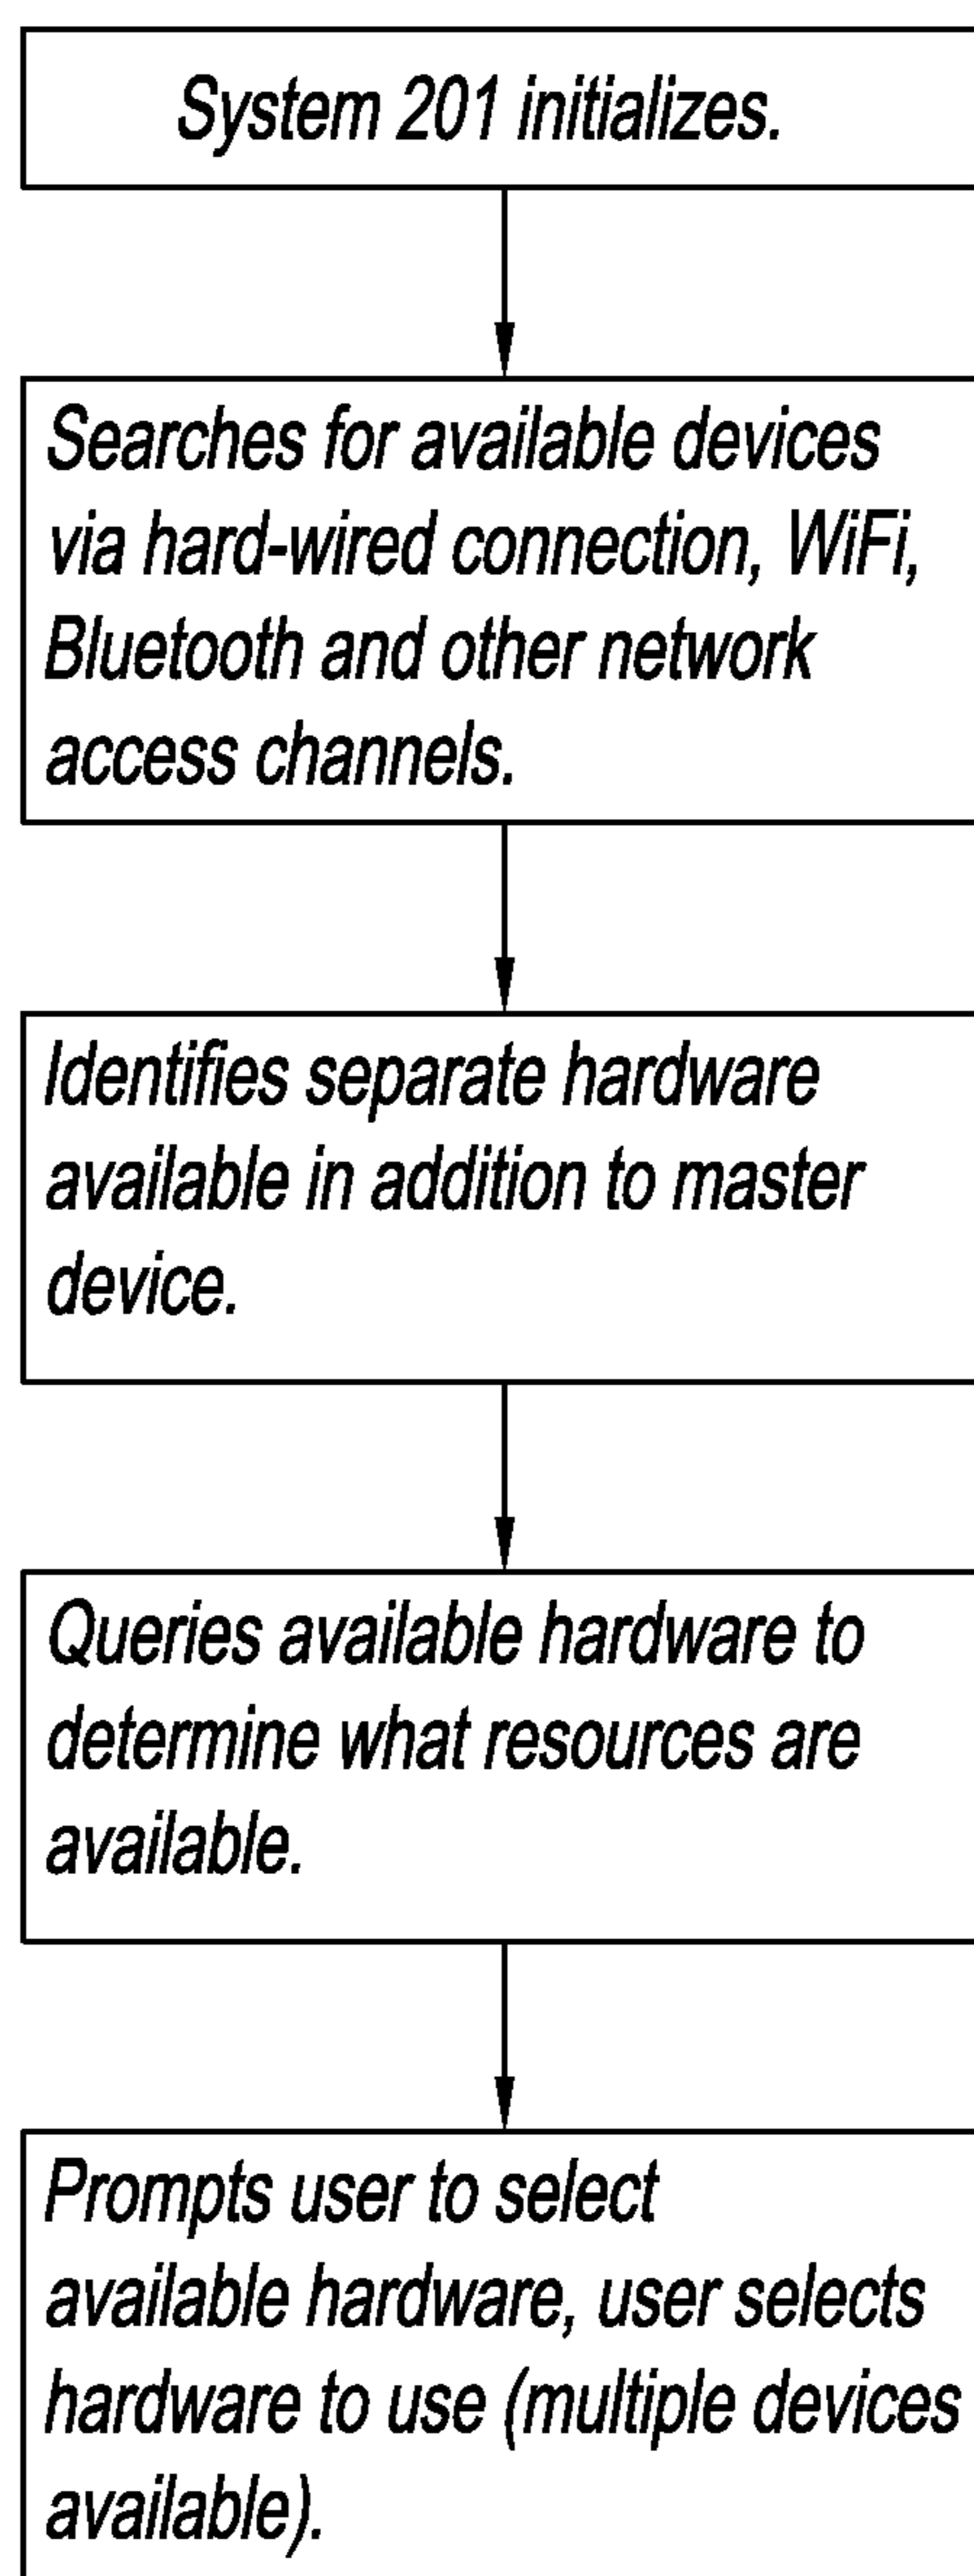 System 201 initializes.
Searches for available devices
via hard-wired connection, WiFi,
Bluetooth and other network
access channels.
Identifies separate hardware
available in addition to master
device.
Queries available hardware to
determine what resources are
available.
Prompts user to select
available hardware, user selects
hardware to use (multiple devices
available).